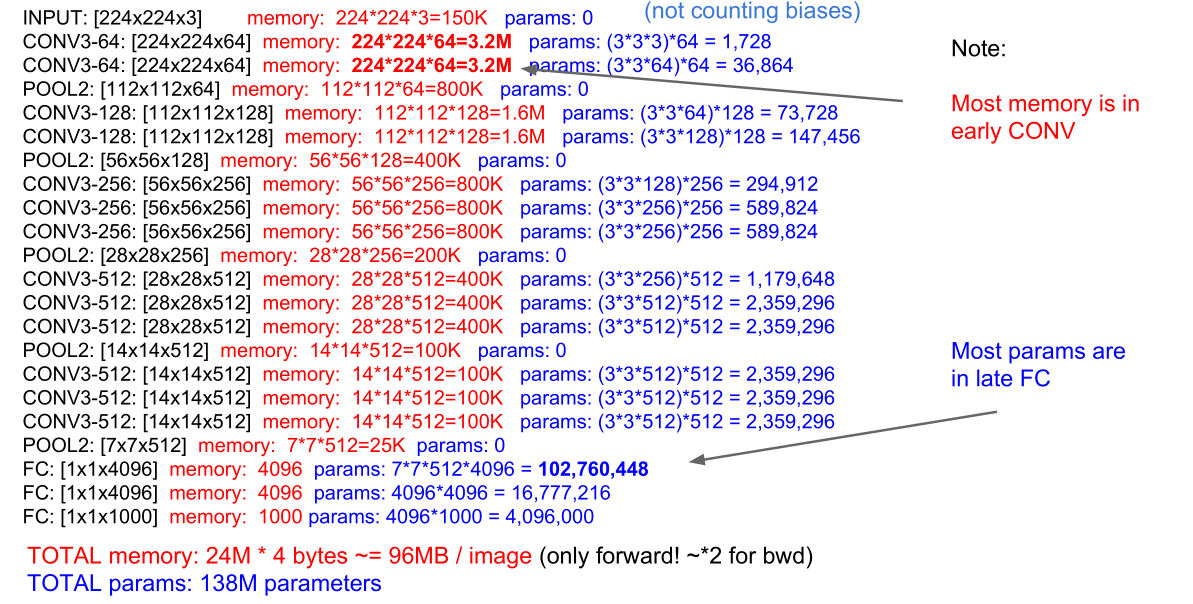 INPUT: [224x224x3] memory: 224*224*3=150K params: 0 (not counting biases)
CONV3-64: [224x224x64] memory: 224*224*64=3.2M params: (3*3*3)*64 = 1,728
CONV3-64: [224x224x64] memory: 224*224*64=3.2M params: (3*3*64)*64 = 36,864
POOL2: [112x112x64] memory: 112*112*64=800K params: 0
CONV3-128: [112x112x128] memory: 112*112*128=1.6M params: (3*3*64)*128 = 73,728
CONV3-128: [112x112x128] memory: 112*112*128=1.6M params: (3*3*128)*128 = 147,456
POOL2: [56x56x128] memory: 56*56*128=400K params: 0
CONV3-256: [56x56x256] memory: 56*56*256=800K params: (3*3*128)*256 = 294,912
CONV3-256: [56x56x256] memory: 56*56*256=800K params: (3*3*256)*256 = 589,824
CONV3-256: [56x56x256] memory: 56*56*256=800K params: (3*3*256)*256 = 589,824
POOL2: [28x28x256] memory: 28*28*256=200K params: 0
CONV3-512: [28x28x512] memory: 28*28*512=400K params: (3*3*256)*512 = 1,179,648
CONV3-512: [28x28x512] memory: 28*28*512=400K params: (3*3*512)*512 = 2,359,296
CONV3-512: [28x28x512] memory: 28*28*512=400K params: (3*3*512)*512 = 2,359,296
POOL2: [14x14x512] memory: 14*14*512=100K params: 0
CONV3-512: [14x14x512] memory: 14*14*512=100K params: (3*3*512)*512 = 2,359,296
CONV3-512: [14x14x512] memory: 14*14*512=100K params: (3*3*512)*512 = 2,359,296
CONV3-512: [14x14x512] memory: 14*14*512=100K params: (3*3*512)*512 = 2,359,296
POOL2: [7x7x512] memory: 7*7*512=25K params: 0
FC: [1x1x4096] memory: 4096 params: 7*7*512*4096 = 102,760,448
FC: [1x1x4096] memory: 4096 params: 4096*4096 = 16,777,216
FC: [1x1x1000] memory: 1000 params: 4096*1000 = 4,096,000
TOTAL memory: 24M * 4 bytes ~= 96MB / image (only forward! ~*2 for bwd)
TOTAL params: 138M parameters
Note:
Most memory is in
early CONV
Most params are
in late FC